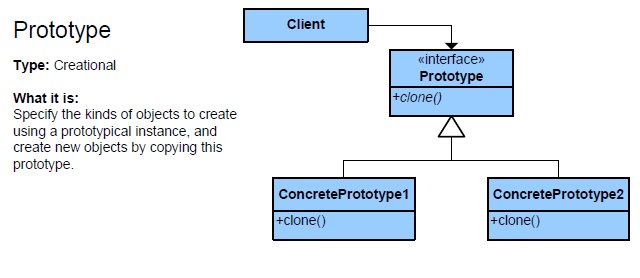 Prototype
Type: Creational
What it is:
Specify the kinds of objects to create
using a prototypical instance, and
create new objects by copying this
prototype.
Client
«interface»
Prototype
+clone()
ConcretePrototype1
+clone()
ConcretePrototype2
+clone()